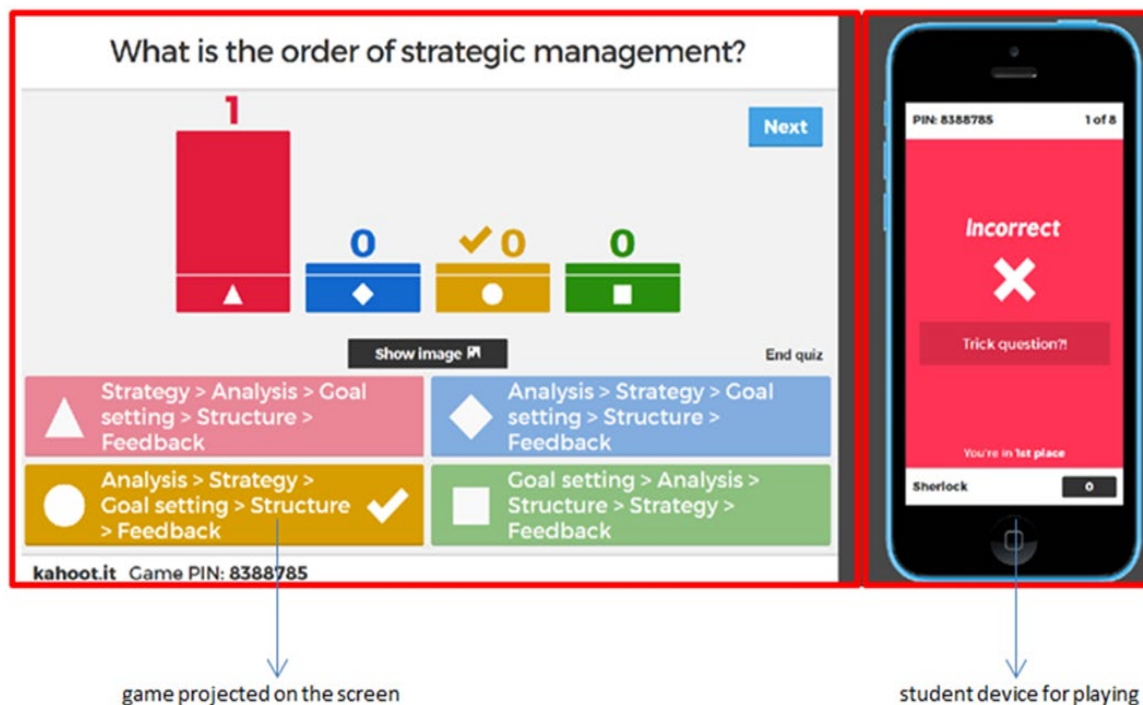 What is the order of strategic management?
1
Next
0
0
0
Show image
End quiz
Strategy > Analysis > Goal
setting > Structure >
Feedback
Analysis > Strategy > Goal
setting > Structure >
Feedback
Analysis > Strategy >
Goal setting > Structure
> Feedback
Goal setting > Analysis >
Structure > Strategy >
Feedback
kahoot.it Game PIN: 8388785
PIN: 8388785 1 of 8
Incorrect
Trick question?!
You're in 1st place
Sherlock 0
game projected on the screen
student device for playing